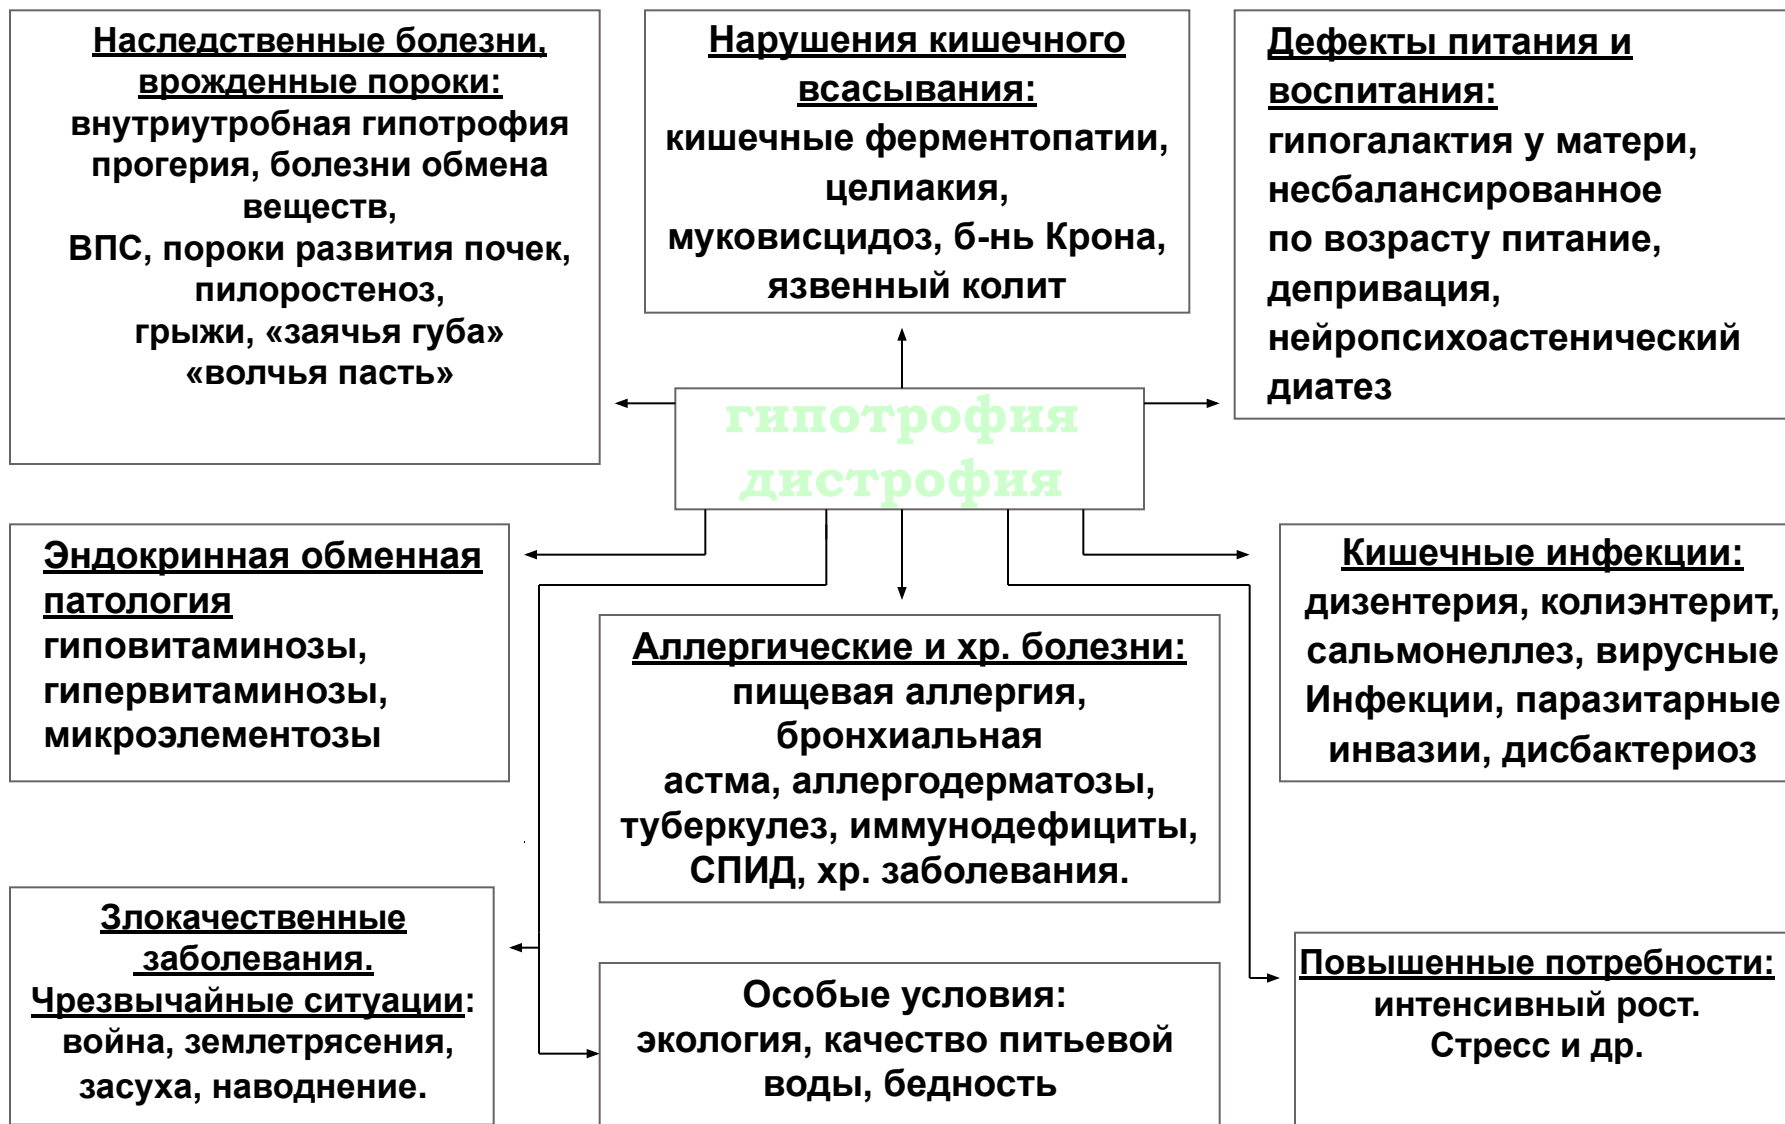 Наследственные болезни,
врожденные пороки:
внутриутробная гипотрофия
прогерия, болезни обмена
веществ,
ВПС, пороки развития почек,
пилоростеноз,
грыжи, «заячья губа»
«волчья пасть»
Нарушения кишечного
всасывания:
кишечные ферментопатии,
целиакия,
муковисцидоз, б-нь Крона,
язвенный колит
Дефекты питания и
воспитания:
гипогалактия у матери,
несбалансированное
по возрасту питание,
депривация,
нейропсихоастенический
диатез
гипотрофия
дистрофия
Эндокринная обменная
патология
гиповитаминозы,
гипервитаминозы,
микроэлементозы
Аллергические и хр. болезни:
пищевая аллергия,
бронхиальная
астма, аллергодерматозы,
туберкулез, иммунодефициты,
СПИД, хр. заболевания.
Кишечные инфекции:
дизентерия, колиэнтерит,
сальмонеллез, вирусные
Инфекции, паразитарные
инвазии, дисбактериоз
Злокачественные
заболевания.
Чрезвычайные ситуации:
война, землетрясения,
засуха, наводнение.
Особые условия:
экология, качество питьевой
воды, бедность
Повышенные потребности:
интенсивный рост.
Стресс и др.